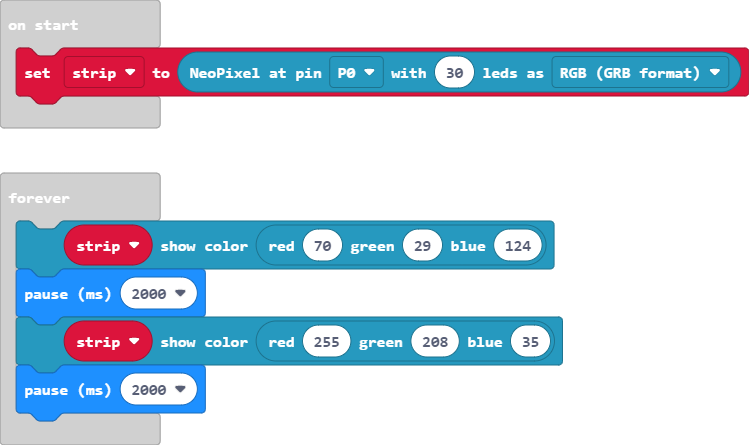 on start
set strip to NeoPixel at pin P0 with 30 leds as RGB (GRB format)
forever
strip show color red 70 green 29 blue 124
pause (ms) 2000
strip show color red 255 green 208 blue 35
pause (ms) 2000